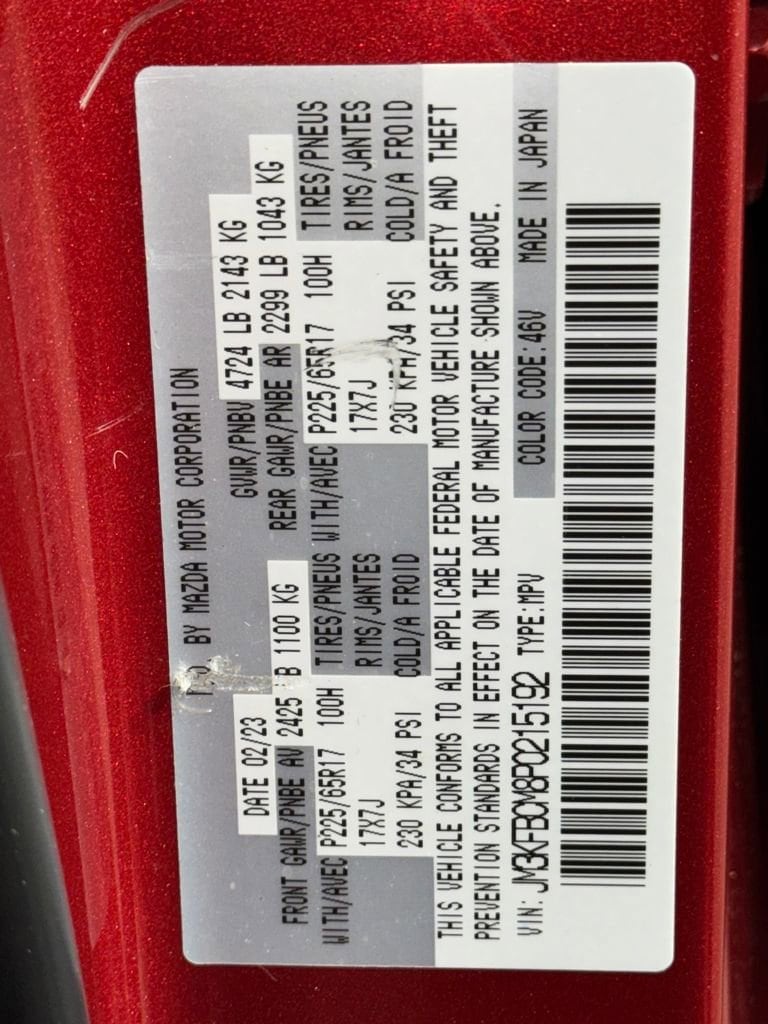 BY MAZDA MOTOR CORPORATION
DATE 02/23 GVWR/PNBV 4724 LB 2143 KG
FRONT GAWR/PNBE AV 2425 LB 1100 KG REAR GAWR/PNBE AR 2299 LB 1043 KG
WITH/AVEC P225/65R17 100H TIRES/PNEUS WITH/AVEC P225/65R17 100H TIRES/PNEUS
17X7J RIMS/JANTES 17X7J RIMS/JANTES
230 KPA/34 PSI COLD/A FROID 230 KPA/34 PSI COLD/A FROID
THIS VEHICLE CONFORMS TO ALL APPLICABLE FEDERAL MOTOR VEHICLE SAFETY AND THEFT
PREVENTION STANDARDS IN EFFECT ON THE DATE OF MANUFACTURE SHOWN ABOVE.
VIN: JM3KFBCM8P0215192 TYPE:MPV COLOR CODE:46V MADE IN JAPAN